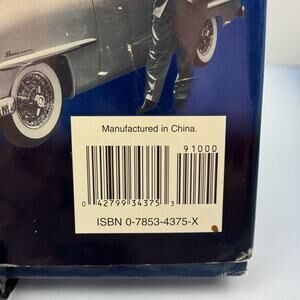 Manufactured in China.
91000
0 42799 34375 3
ISBN 0-7853-4375-X